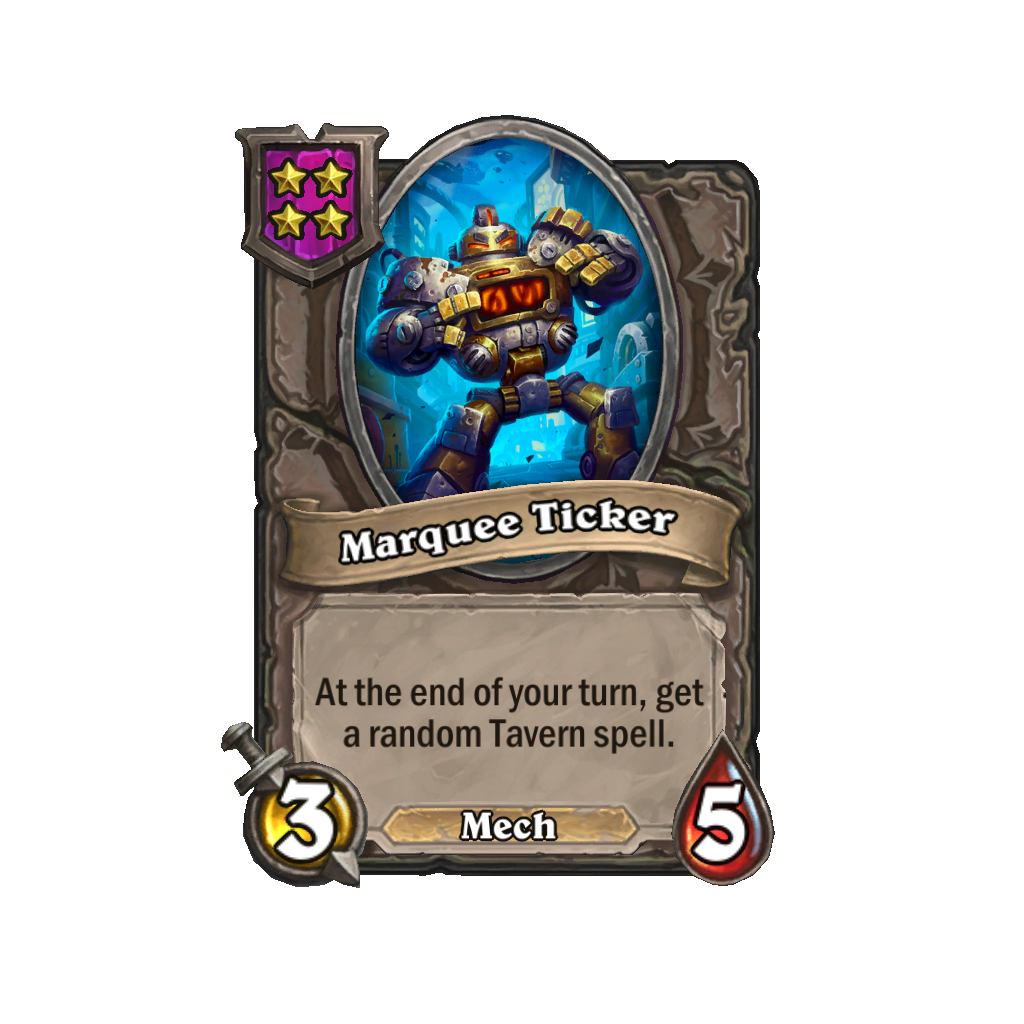 Marquee Ticker
At the end of your turn, get
a random Tavern spell.
3
Mech
5